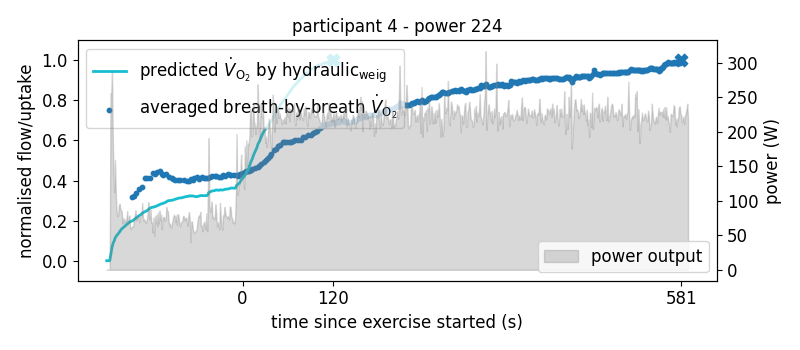 participant 4 - power 224
normalised flow/uptake
1.0
0.8
0.6
0.4
0.2
0.0
predicted V̇O₂ by hydraulicweig
averaged breath-by-breath V̇O₂
power output
300
250
200
150
100
50
0
power (W)
0 120 581
time since exercise started (s)